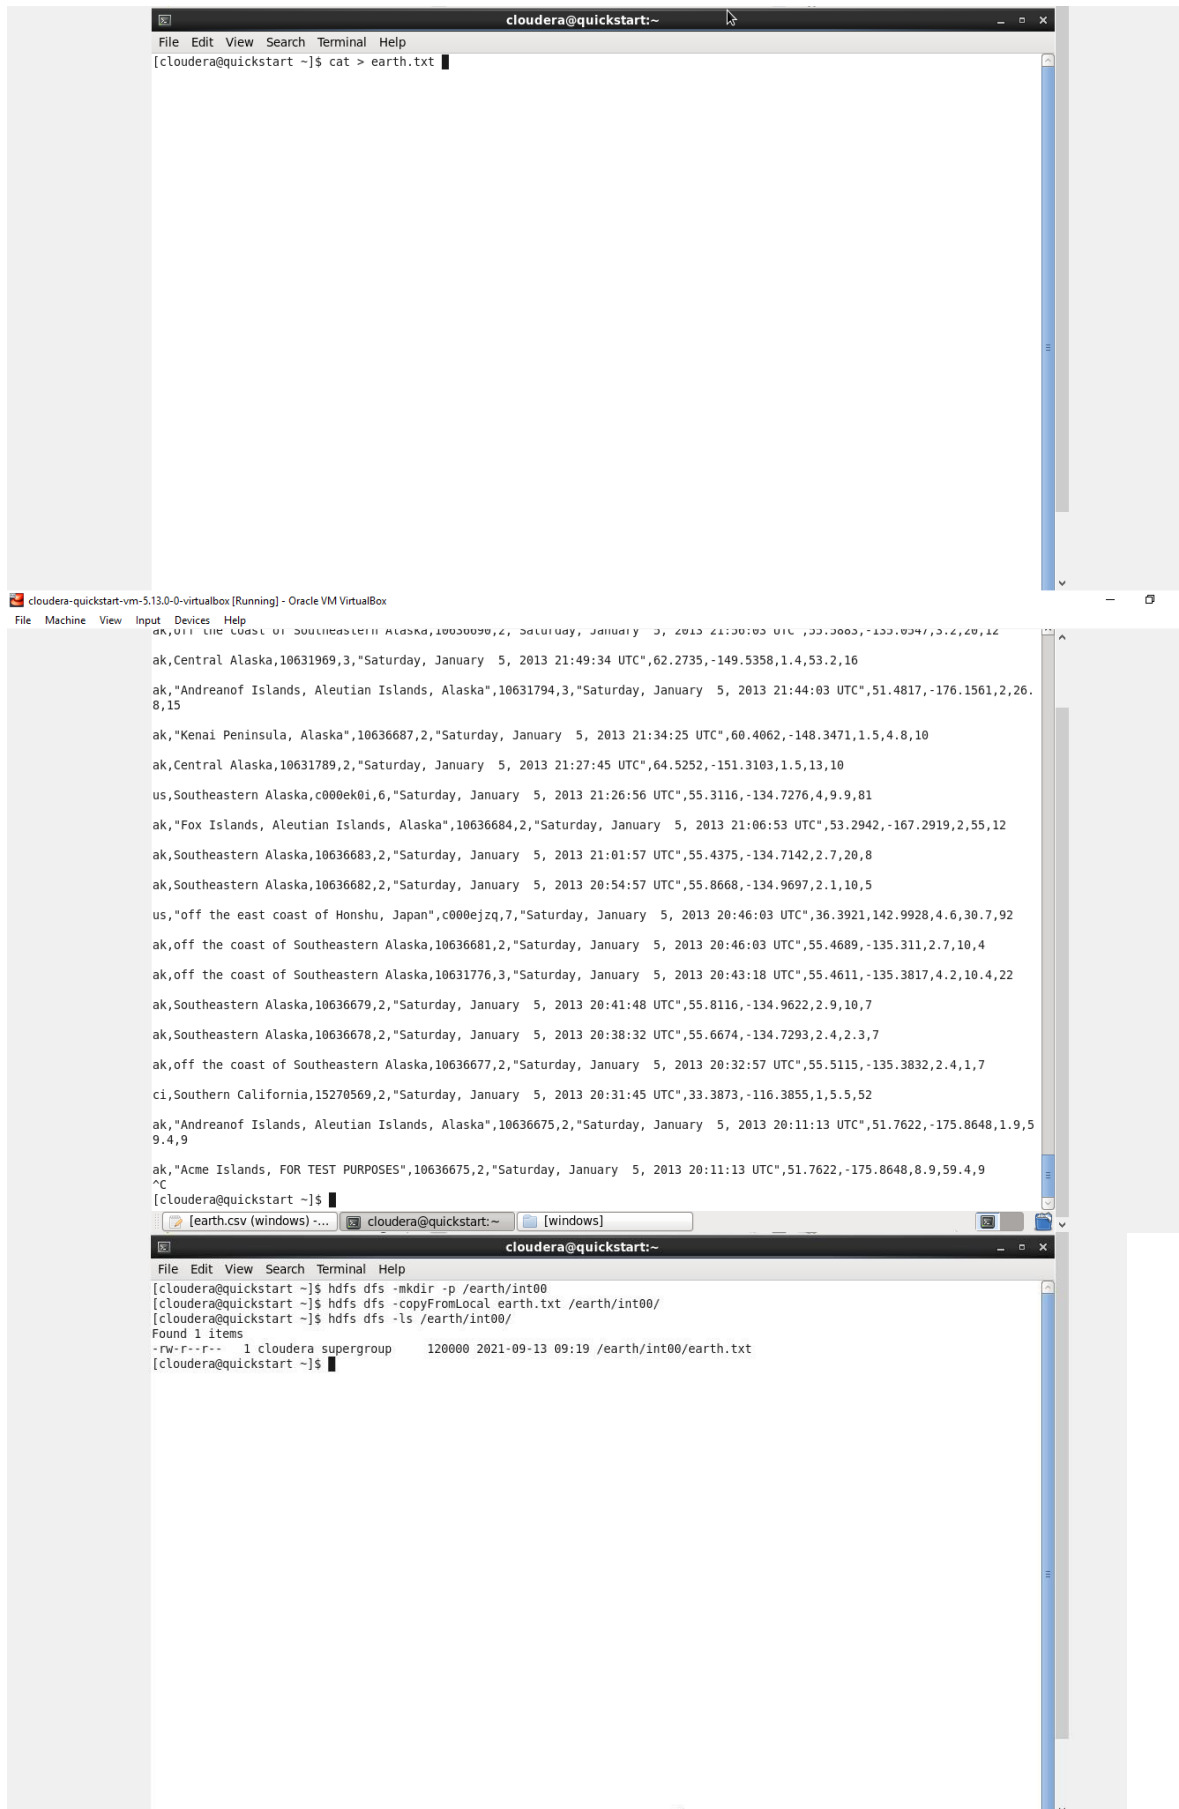 cloudera@quickstart:~
File Edit View Search Terminal Help
[cloudera@quickstart ~]$ cat > earth.txt
cloudera-quickstart-vm-5.13.0-0-virtualbox [Running] - Oracle VM VirtualBox
File Machine View Input Devices Help
ak,off the coast of Southeastern Alaska,10636690,2,"Saturday, January  5, 2013 21:56:03 UTC",55.5883,-135.0547,3.2,20,12
ak,Central Alaska,10631969,3,"Saturday, January  5, 2013 21:49:34 UTC",62.2735,-149.5358,1.4,53.2,16
ak,"Andreanof Islands, Aleutian Islands, Alaska",10631794,3,"Saturday, January  5, 2013 21:44:03 UTC",51.4817,-176.1561,2,26.
8,15
ak,"Kenai Peninsula, Alaska",10636687,2,"Saturday, January  5, 2013 21:34:25 UTC",60.4062,-148.3471,1.5,4.8,10
ak,Central Alaska,10631789,2,"Saturday, January  5, 2013 21:27:45 UTC",64.5252,-151.3103,1.5,13,10
us,Southeastern Alaska,c000ek0i,6,"Saturday, January  5, 2013 21:26:56 UTC",55.3116,-134.7276,4,9.9,81
ak,"Fox Islands, Aleutian Islands, Alaska",10636684,2,"Saturday, January  5, 2013 21:06:53 UTC",53.2942,-167.2919,2,55,12
ak,Southeastern Alaska,10636683,2,"Saturday, January  5, 2013 21:01:57 UTC",55.4375,-134.7142,2.7,20,8
ak,Southeastern Alaska,10636682,2,"Saturday, January  5, 2013 20:54:57 UTC",55.8668,-134.9697,2.1,10,5
us,"off the east coast of Honshu, Japan",c000ejzq,7,"Saturday, January  5, 2013 20:46:03 UTC",36.3921,142.9928,4.6,30.7,92
ak,off the coast of Southeastern Alaska,10636681,2,"Saturday, January  5, 2013 20:46:03 UTC",55.4689,-135.311,2.7,10,4
ak,off the coast of Southeastern Alaska,10631776,3,"Saturday, January  5, 2013 20:43:18 UTC",55.4611,-135.3817,4.2,10.4,22
ak,Southeastern Alaska,10636679,2,"Saturday, January  5, 2013 20:41:48 UTC",55.8116,-134.9622,2.9,10,7
ak,Southeastern Alaska,10636678,2,"Saturday, January  5, 2013 20:38:32 UTC",55.6674,-134.7293,2.4,2.3,7
ak,off the coast of Southeastern Alaska,10636677,2,"Saturday, January  5, 2013 20:32:57 UTC",55.5115,-135.3832,2.4,1,7
ci,Southern California,15270569,2,"Saturday, January  5, 2013 20:31:45 UTC",33.3873,-116.3855,1,5.5,52
ak,"Andreanof Islands, Aleutian Islands, Alaska",10636675,2,"Saturday, January  5, 2013 20:11:13 UTC",51.7622,-175.8648,1.9,5
9.4,9
ak,"Acme Islands, FOR TEST PURPOSES",10636675,2,"Saturday, January  5, 2013 20:11:13 UTC",51.7622,-175.8648,8.9,59.4,9
^C
[cloudera@quickstart ~]$
[earth.csv (windows) -... cloudera@quickstart:~ [windows]
cloudera@quickstart:~
File Edit View Search Terminal Help
[cloudera@quickstart ~]$ hdfs dfs -mkdir -p /earth/int00
[cloudera@quickstart ~]$ hdfs dfs -copyFromLocal earth.txt /earth/int00/
[cloudera@quickstart ~]$ hdfs dfs -ls /earth/int00/
Found 1 items
-rw-r--r--   1 cloudera supergroup     120000 2021-09-13 09:19 /earth/int00/earth.txt
[cloudera@quickstart ~]$